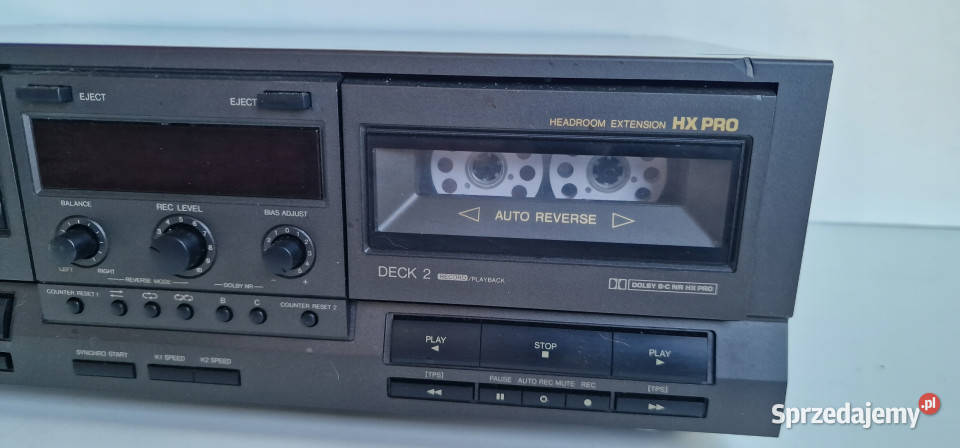 EJECT
EJECT
HEADROOM EXTENSION HX PRO
BALANCE
REC LEVEL
BIAS ADJUST
LEFT
RIGHT
- +
AUTO REVERSE
REVERSE MODE
DOLBY NR
DECK 2 RECORD/PLAYBACK
DOLBY B-C NR HX PRO
COUNTER RESET 1
B
C
COUNTER RESET 2
PLAY
STOP
PLAY
SYNCHRO START
X1 SPEED
X2 SPEED
[TPS]
PAUSE
AUTO REC MUTE
REC
[TPS]
Sprzedajemy.pl